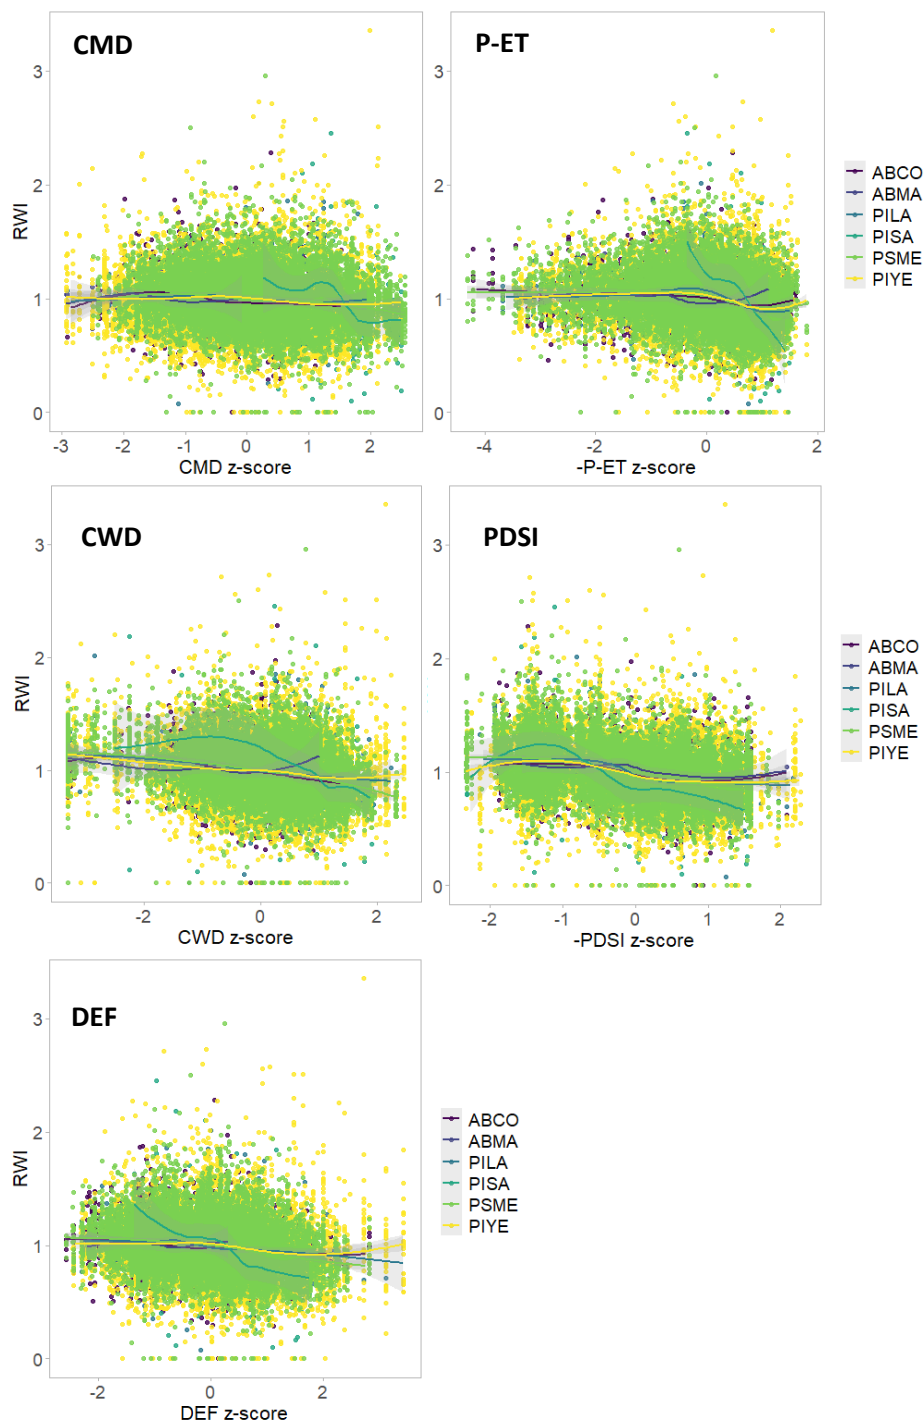 CMD
P-ET
RWI
3
2
1
0
-3
-2
-1
0
1
2
CMD z-score
3
2
1
0
-4
-2
0
2
-P-ET z-score
ABCO
ABMA
PILA
PISA
PSME
PIYE
CWD
PDSI
RWI
3
2
1
0
-2
0
2
CWD z-score
3
2
1
0
-2
-1
0
1
2
-PDSI z-score
ABCO
ABMA
PILA
PISA
PSME
PIYE
DEF
RWI
3
2
1
0
-2
0
2
DEF z-score
ABCO
ABMA
PILA
PISA
PSME
PIYE